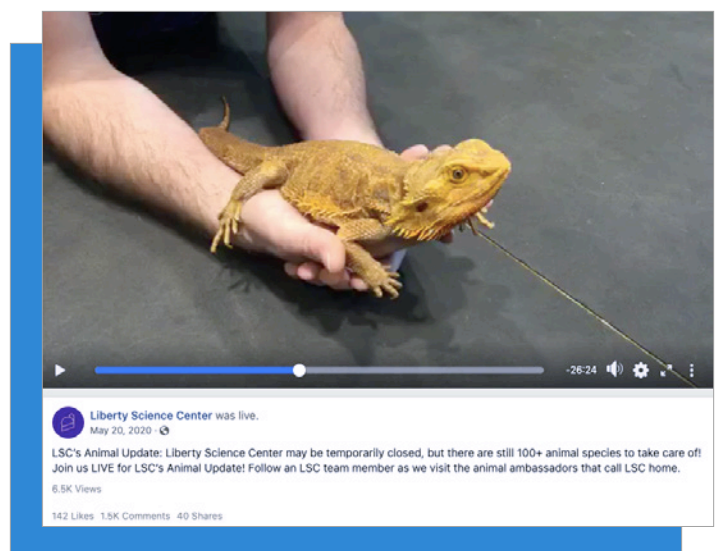 -26:24
Liberty Science Center was live.
May 20, 2020 ·
LSC's Animal Update: Liberty Science Center may be temporarily closed, but there are still 100+ animal species to take care of!
Join us LIVE for LSC's Animal Update! Follow an LSC team member as we visit the animal ambassadors that call LSC home.
6.5K Views
142 Likes 1.5K Comments 40 Shares